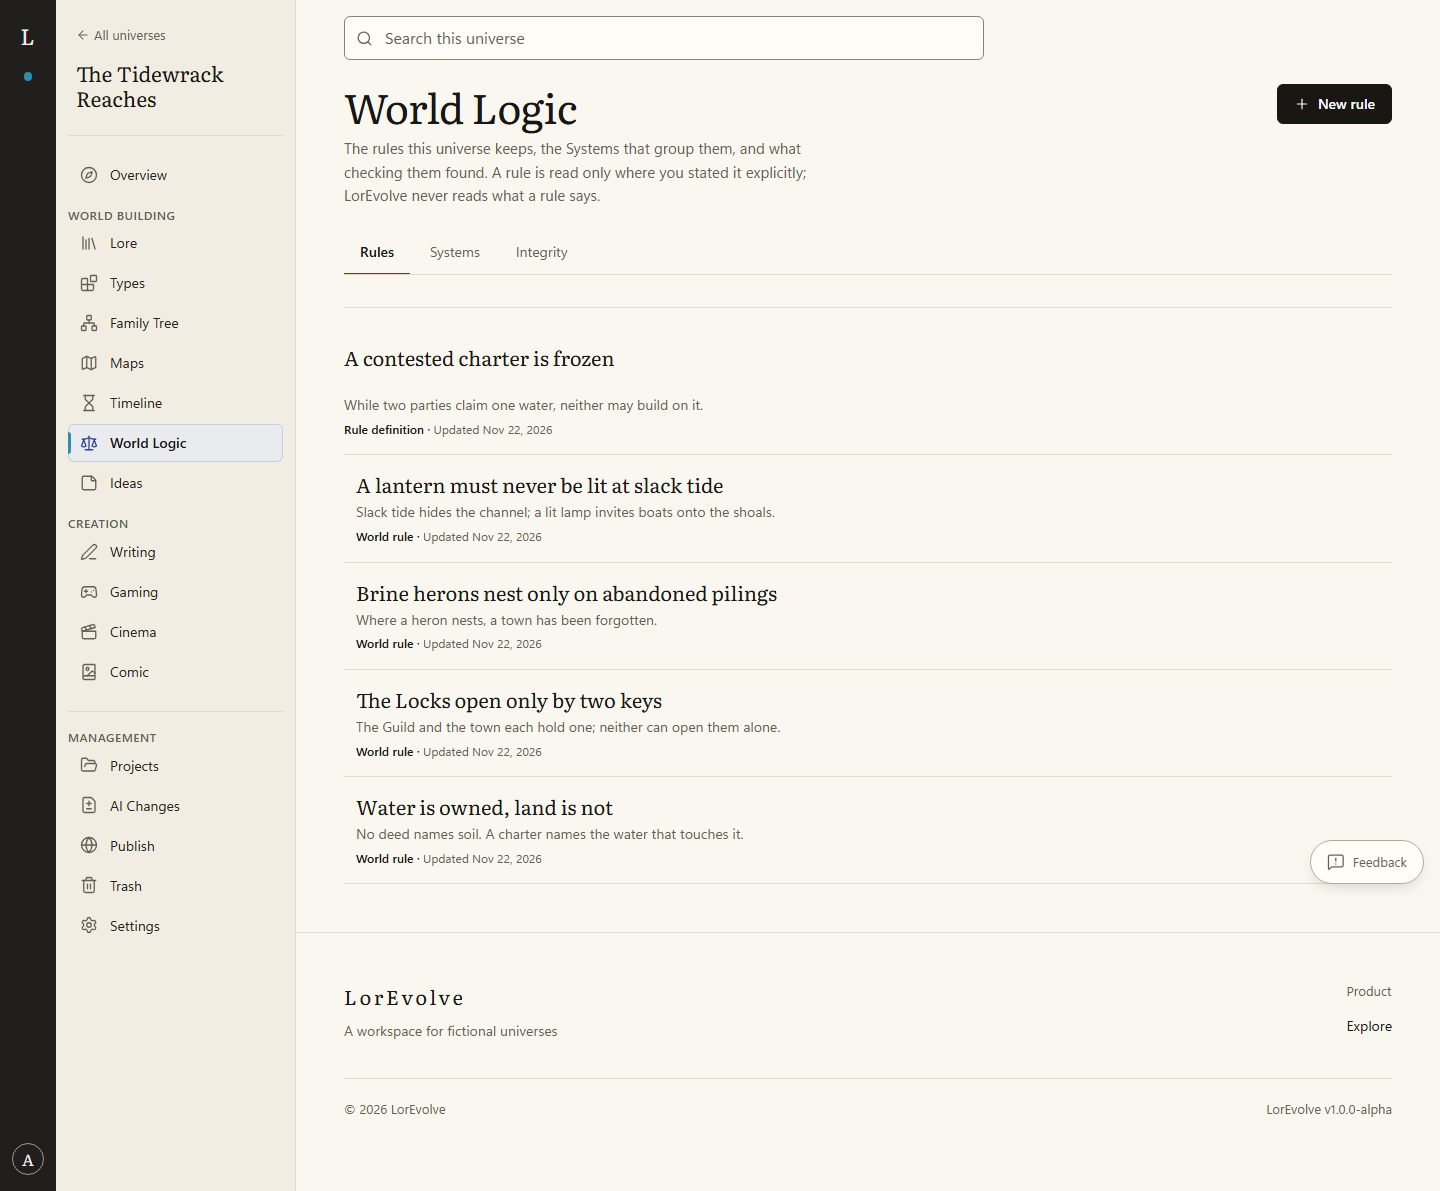 L
All universes
The Tidewrack
Reaches
Overview
WORLD BUILDING
Lore
Types
Family Tree
Maps
Timeline
World Logic
Ideas
CREATION
Writing
Gaming
Cinema
Comic
MANAGEMENT
Projects
AI Changes
Publish
Trash
Settings
A
Search this universe
World Logic
New rule
The rules this universe keeps, the Systems that group them, and what
checking them found. A rule is read only where you stated it explicitly;
LorEvolve never reads what a rule says.
Rules Systems Integrity
A contested charter is frozen
While two parties claim one water, neither may build on it.
Rule definition · Updated Nov 22, 2026
A lantern must never be lit at slack tide
Slack tide hides the channel; a lit lamp invites boats onto the shoals.
World rule · Updated Nov 22, 2026
Brine herons nest only on abandoned pilings
Where a heron nests, a town has been forgotten.
World rule · Updated Nov 22, 2026
The Locks open only by two keys
The Guild and the town each hold one; neither can open them alone.
World rule · Updated Nov 22, 2026
Water is owned, land is not
No deed names soil. A charter names the water that touches it.
World rule · Updated Nov 22, 2026
Feedback
LorEvolve
A workspace for fictional universes
Product
Explore
© 2026 LorEvolve
LorEvolve v1.0.0-alpha